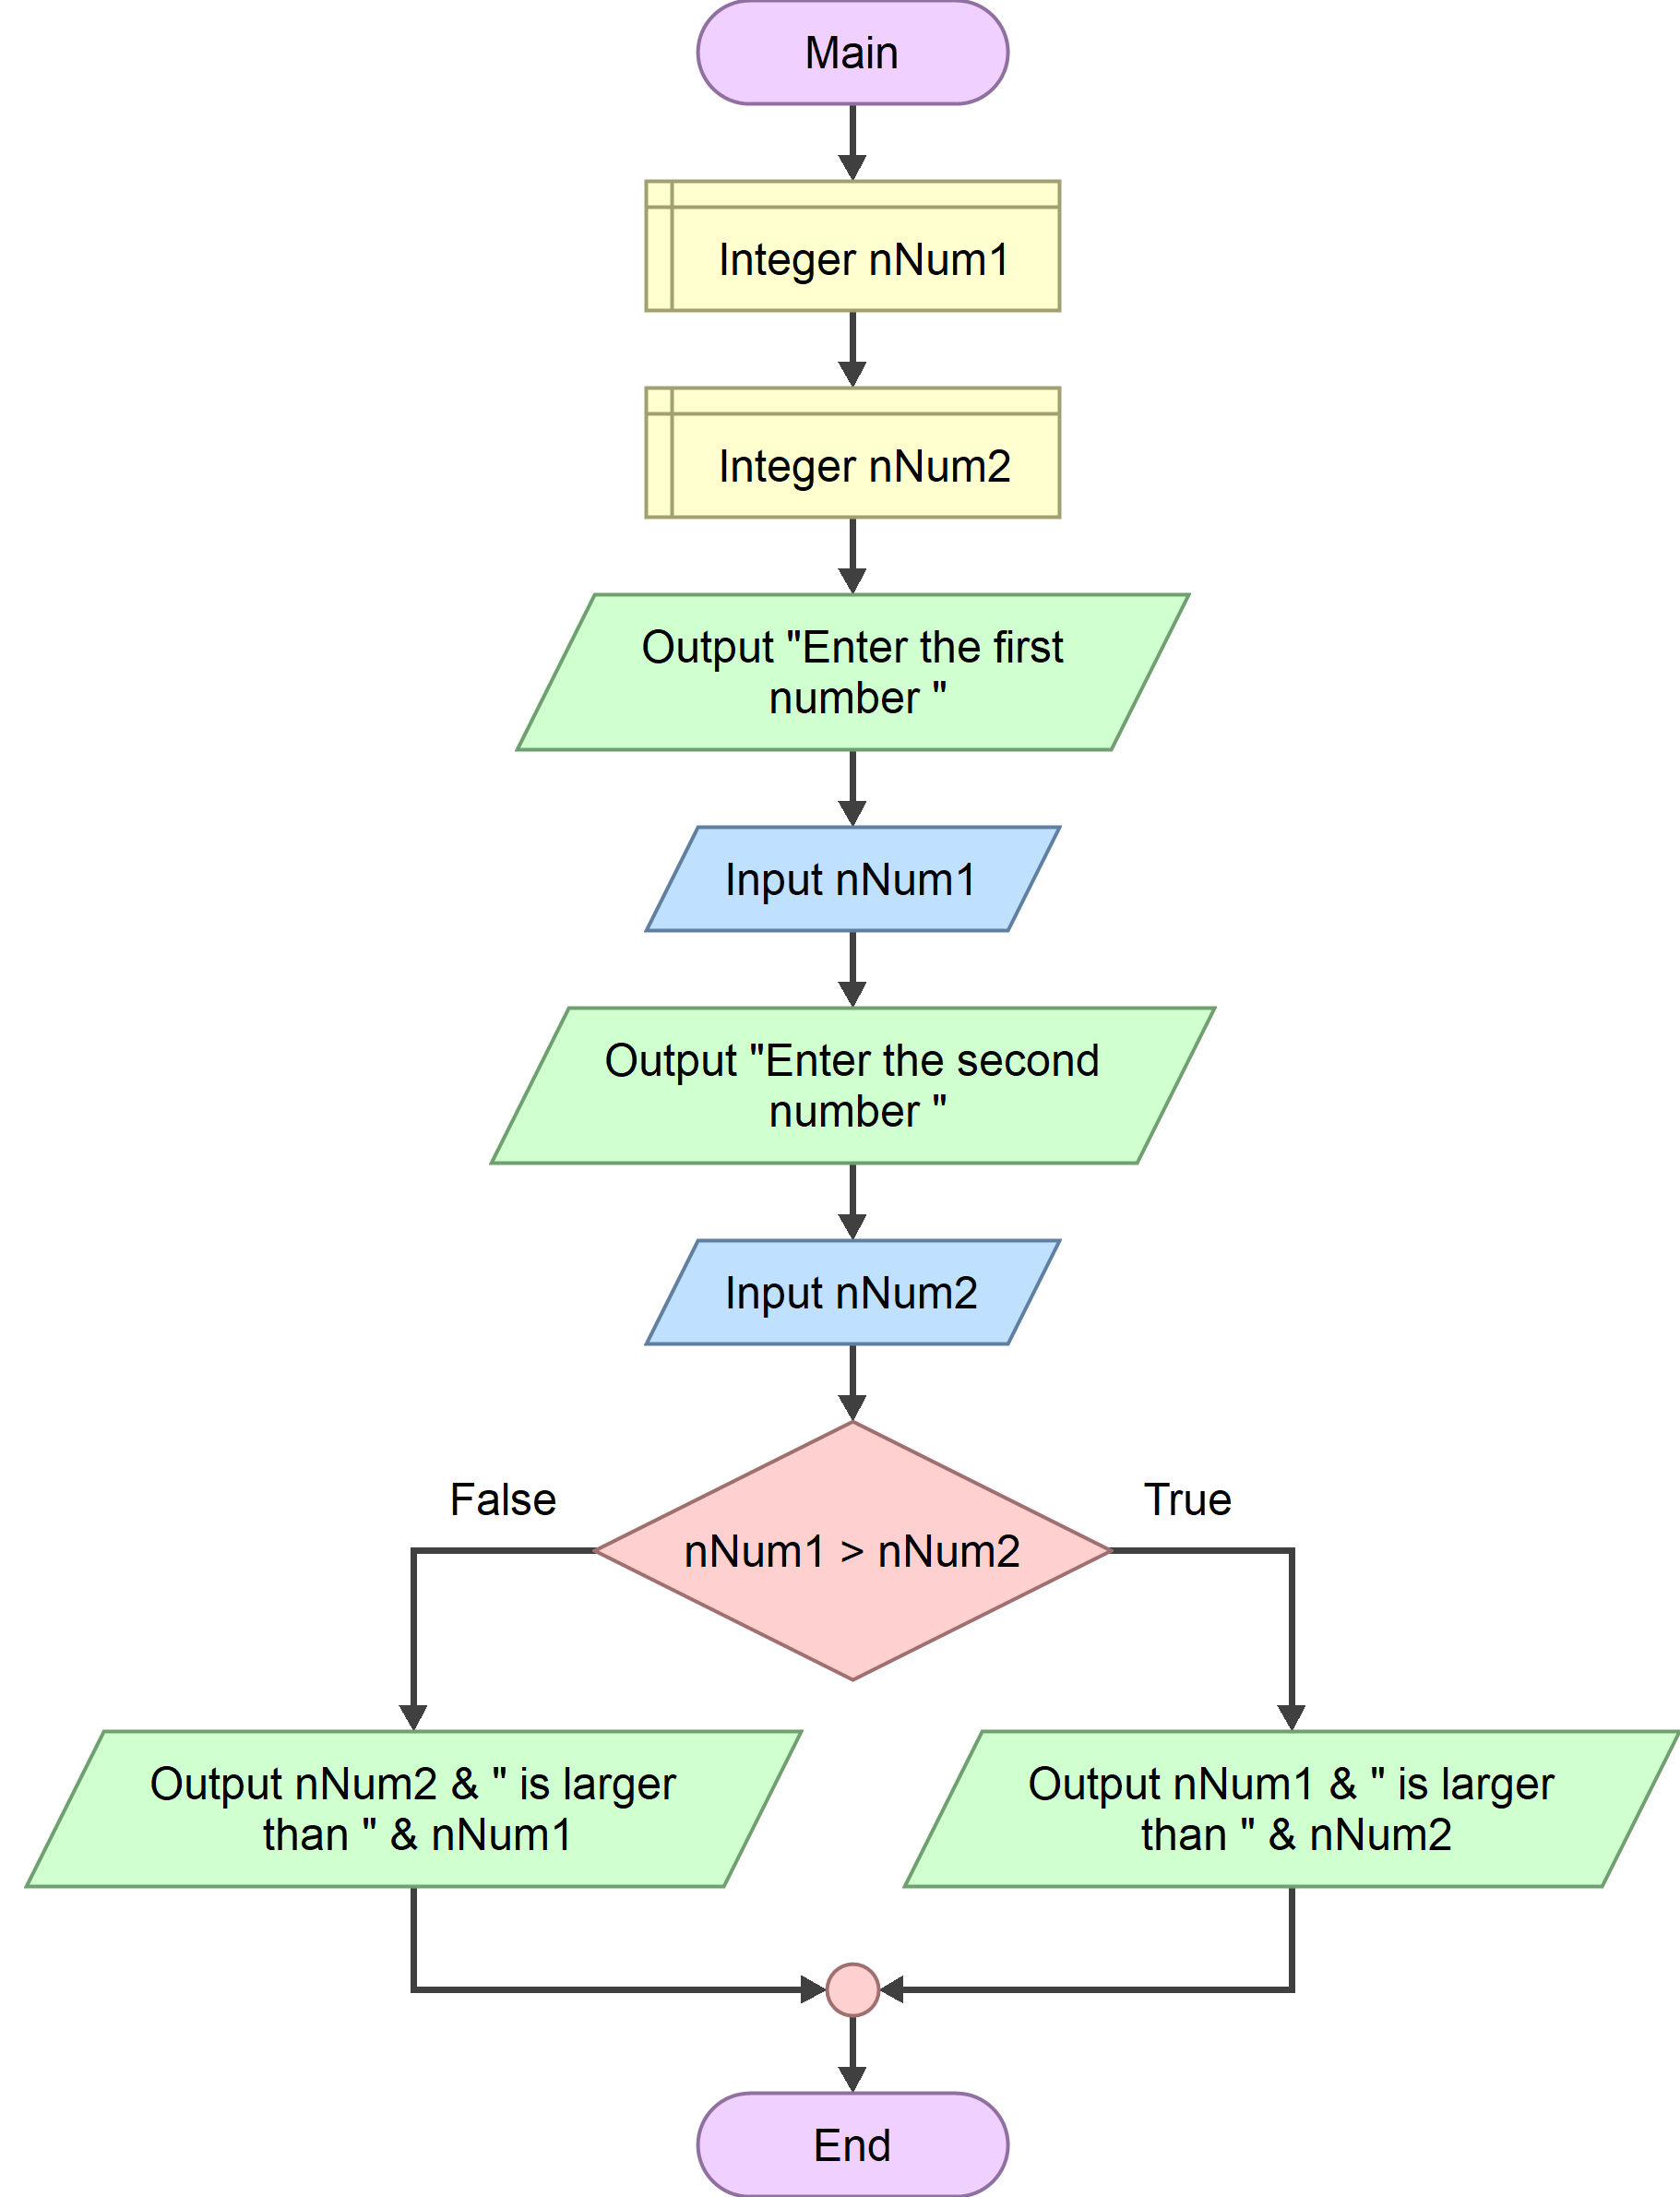 Main
Integer nNum1
Integer nNum2
Output "Enter the first
number "
Input nNum1
Output "Enter the second
number "
Input nNum2
False
True
nNum1 > nNum2
Output nNum2 & " is larger
than " & nNum1
Output nNum1 & " is larger
than " & nNum2
End